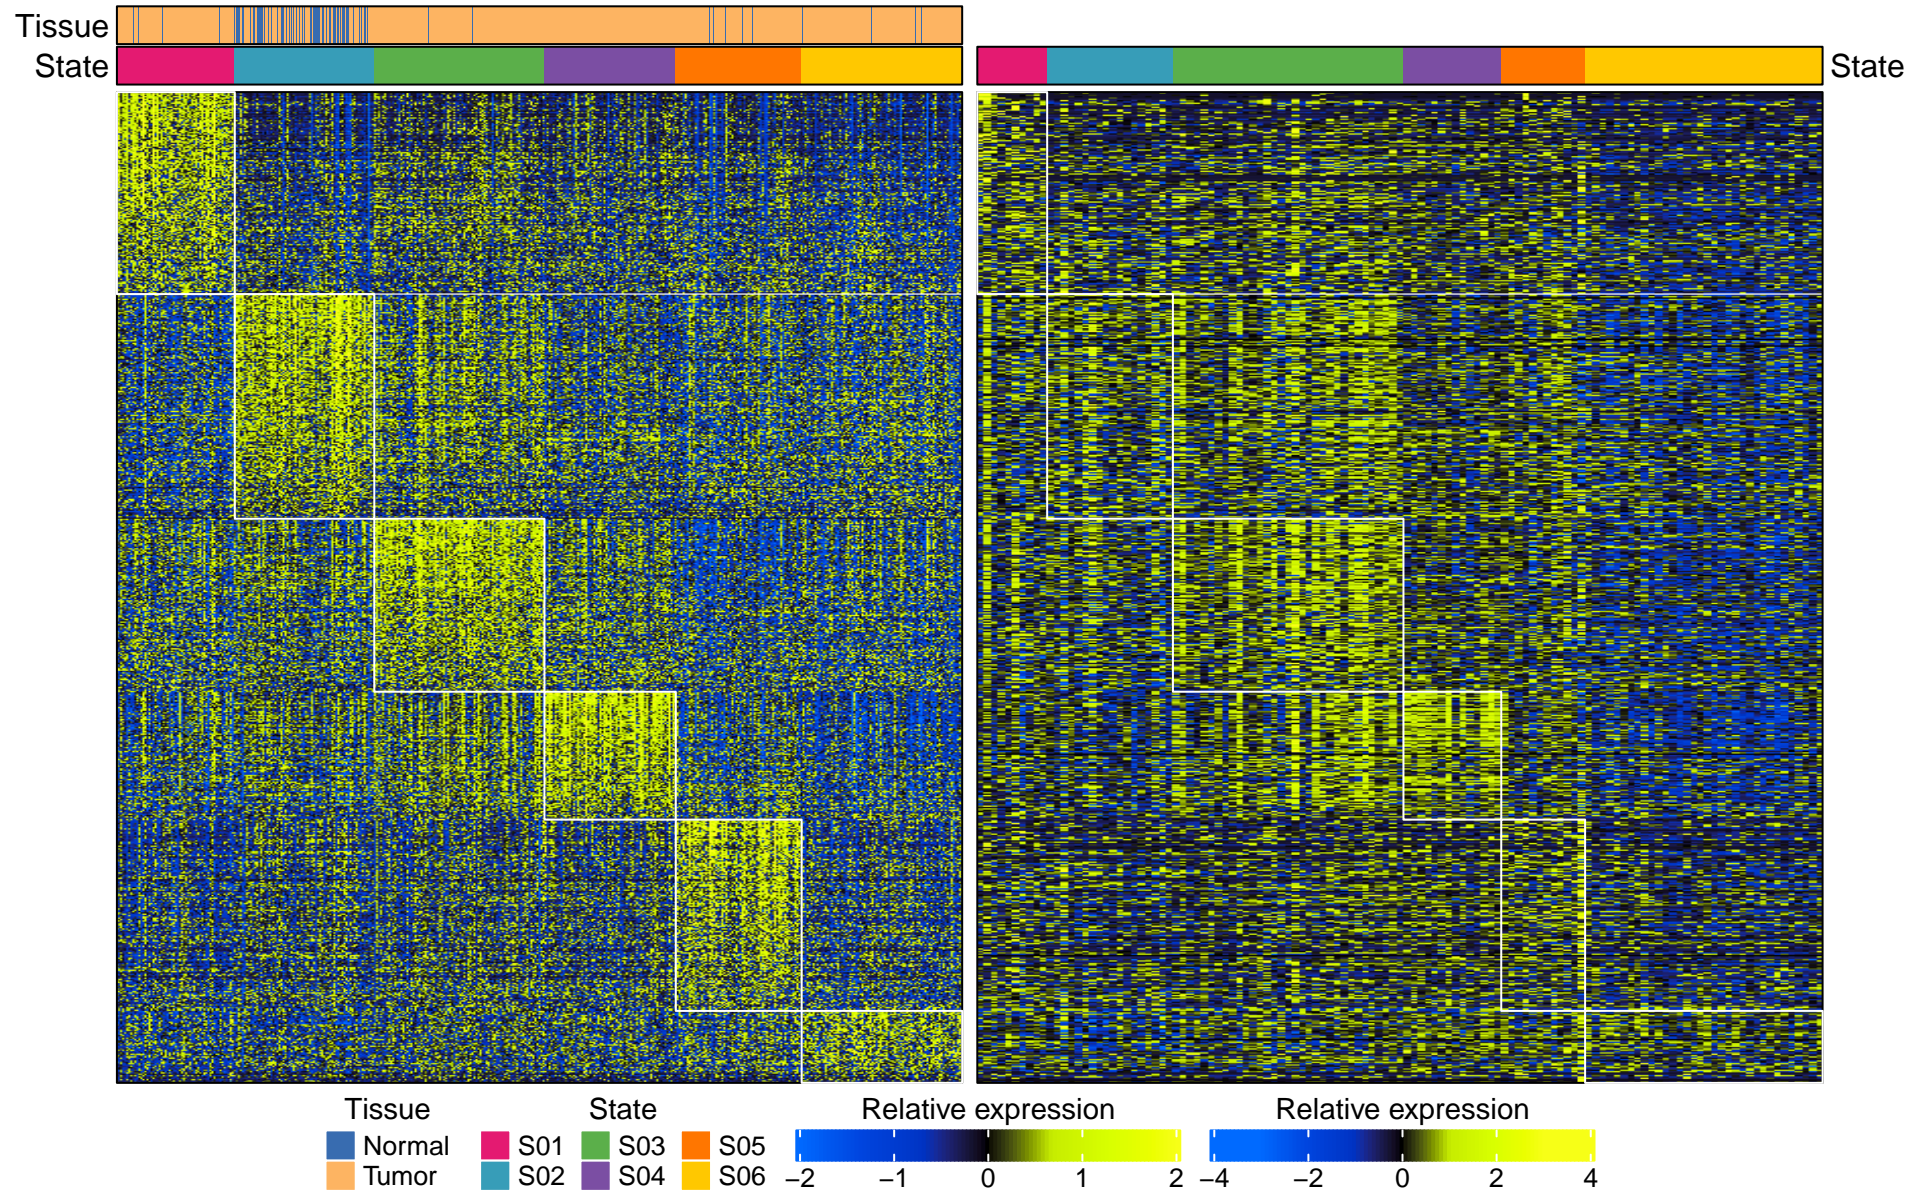 Tissue
State
State
Tissue State Relative expression Relative expression
Normal S01 S03 S05
Tumor S02 S04 S06
−2 −1 0 1 2 −4 −2 0 2 4